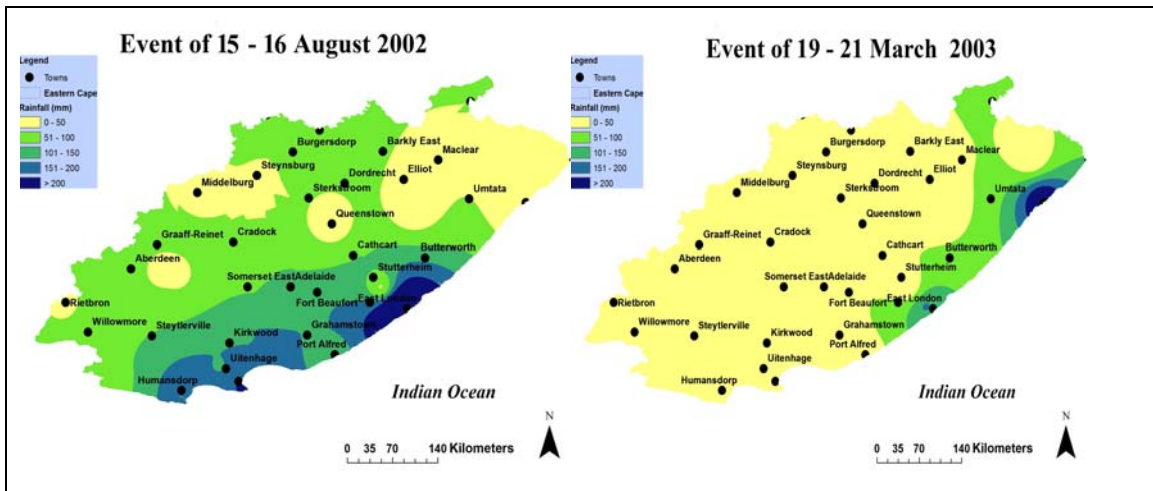 Event of 15 - 16 August 2002
Legend
Towns
Eastern Cape
Rainfall (mm)
0 - 50
51 - 100
101 - 150
151 - 200
> 200
Burgersdorp
Barkly East
Maclear
Steynsburg
Dordrecht
Elliot
Middelburg
Sterkstroom
Umtata
Queenstown
Graaff-Reinet
Cradock
Cathcart
Butterworth
Aberdeen
Stutterheim
Somerset East
Adelaide
Rietbron
Fort Beaufort
East London
Willowmore
Steytlerville
Kirkwood
Grahamstown
Uitenhage
Port Alfred
Humansdorp
Indian Ocean
N
0 35 70 140 Kilometers
Event of 19 - 21 March 2003
Legend
Towns
Eastern Cape
Rainfall (mm)
0 - 50
51 - 100
101 - 150
151 - 200
> 200
Burgersdorp
Barkly East
Maclear
Steynsburg
Dordrecht
Elliot
Middelburg
Sterkstroom
Umtata
Queenstown
Graaff-Reinet
Cradock
Cathcart
Butterworth
Aberdeen
Stutterheim
Somerset East
Adelaide
Rietbron
Fort Beaufort
East London
Willowmore
Steytlerville
Kirkwood
Grahamstown
Uitenhage
Port Alfred
Humansdorp
Indian Ocean
N
0 35 70 140 Kilometers